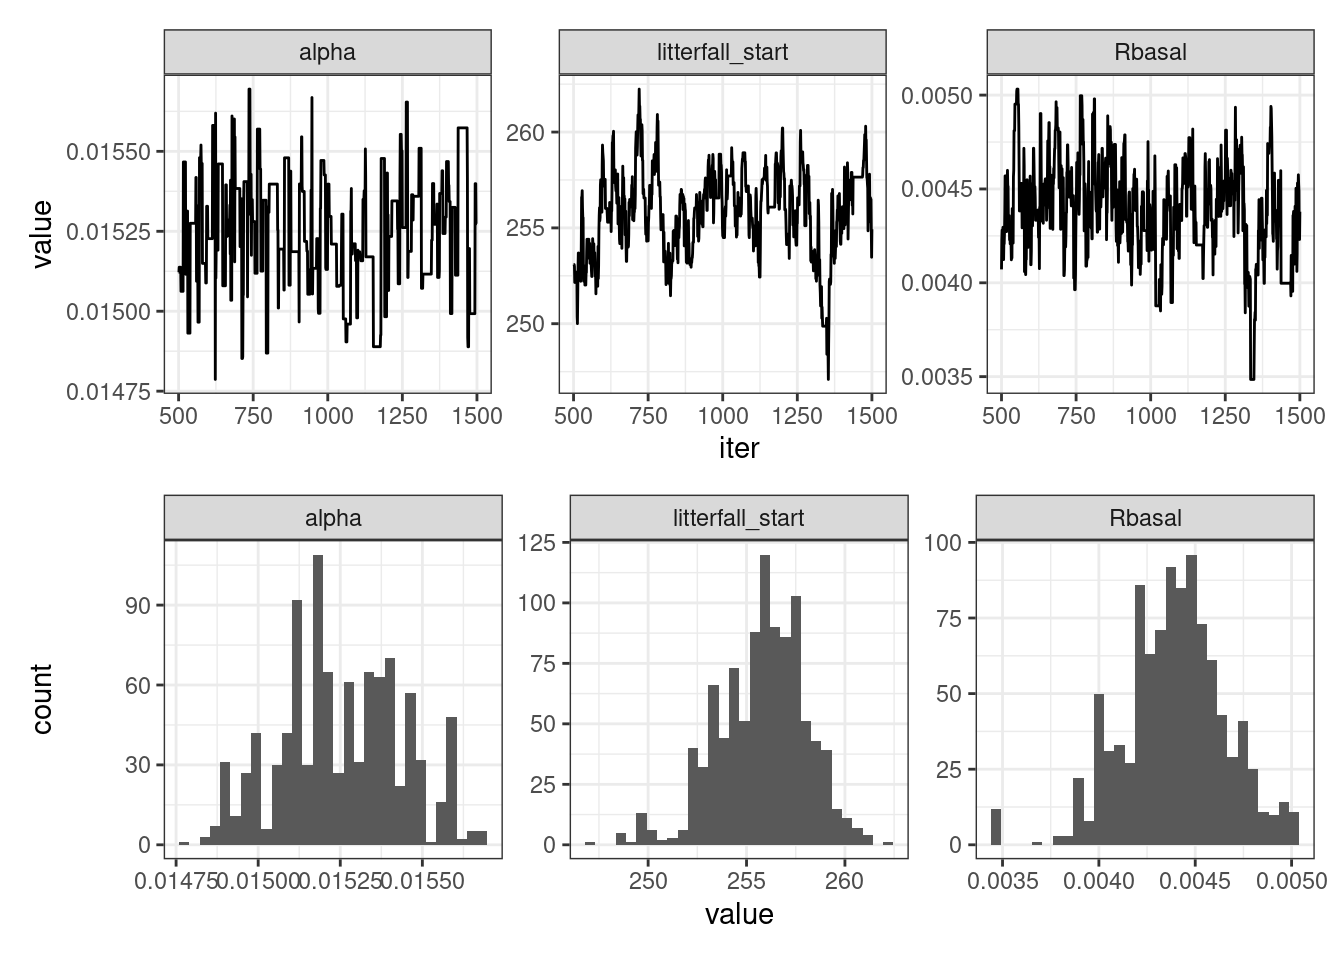 alpha litterfall_start Rbasal
value
0.01550
0.01525
0.01500
0.01475
500 750 1000 1250 1500
260
255
250
500 750 1000 1250 1500
0.0050
0.0045
0.0040
0.0035
500 750 1000 1250 1500
iter
alpha litterfall_start Rbasal
count
90
60
30
0
0.01475 0.01500 0.01525 0.01550
125
100
75
50
25
0
250 255 260
100
75
50
25
0
0.0035 0.0040 0.0045 0.0050
value